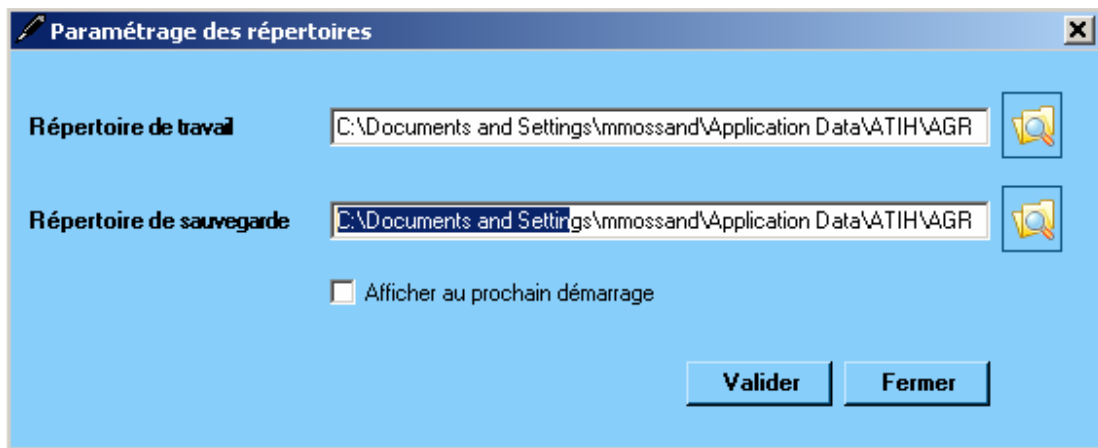 Paramétrage des répertoires
Répertoire de travail
C:\Documents and Settings\mmossand\Application Data\ATIH\AGR
Répertoire de sauvegarde
C:\Documents and Settings\mmossand\Application Data\ATIH\AGR
Afficher au prochain démarrage
Valider
Fermer